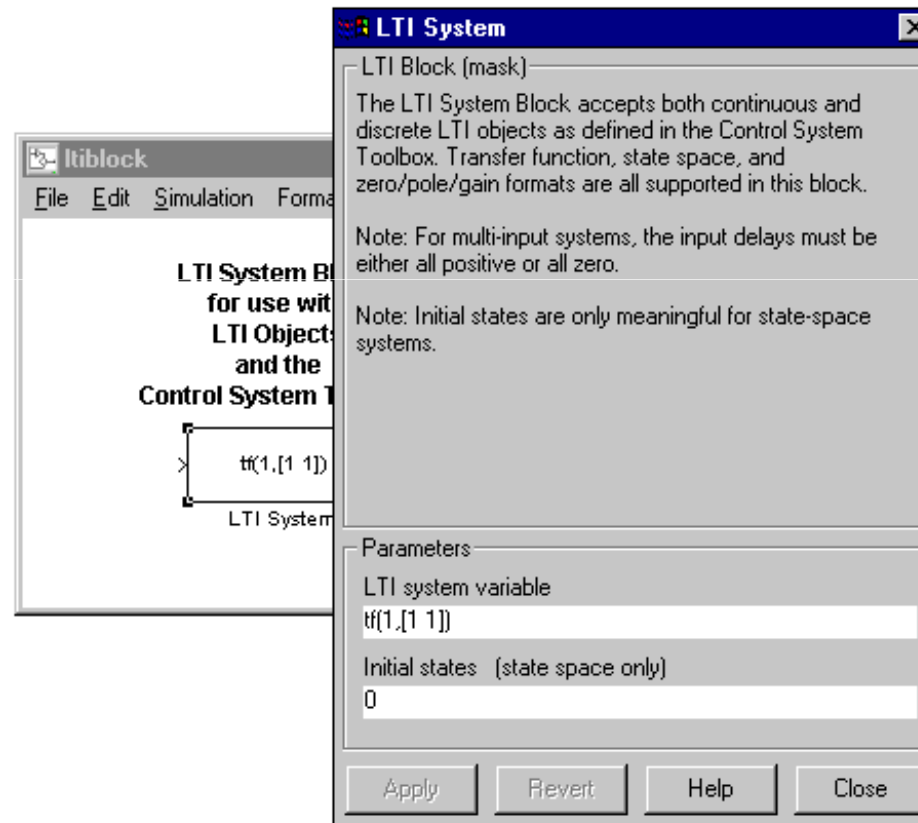 LTI System
LTI Block (mask)
The LTI System Block accepts both continuous and
discrete LTI objects as defined in the Control System
Toolbox. Transfer function, state space, and
zero/pole/gain formats are all supported in this block.
Note: For multi-input systems, the input delays must be
either all positive or all zero.
Note: Initial states are only meaningful for state-space
systems.
Parameters
LTI system variable
tf(1,[1 1])
Initial states (state space only)
0
Apply Revert Help Close
ltiblock
File Edit Simulation Forma
LTI System Bl
for use wit
LTI Objects
and the
Control System T
tf(1,[1 1])
LTI System